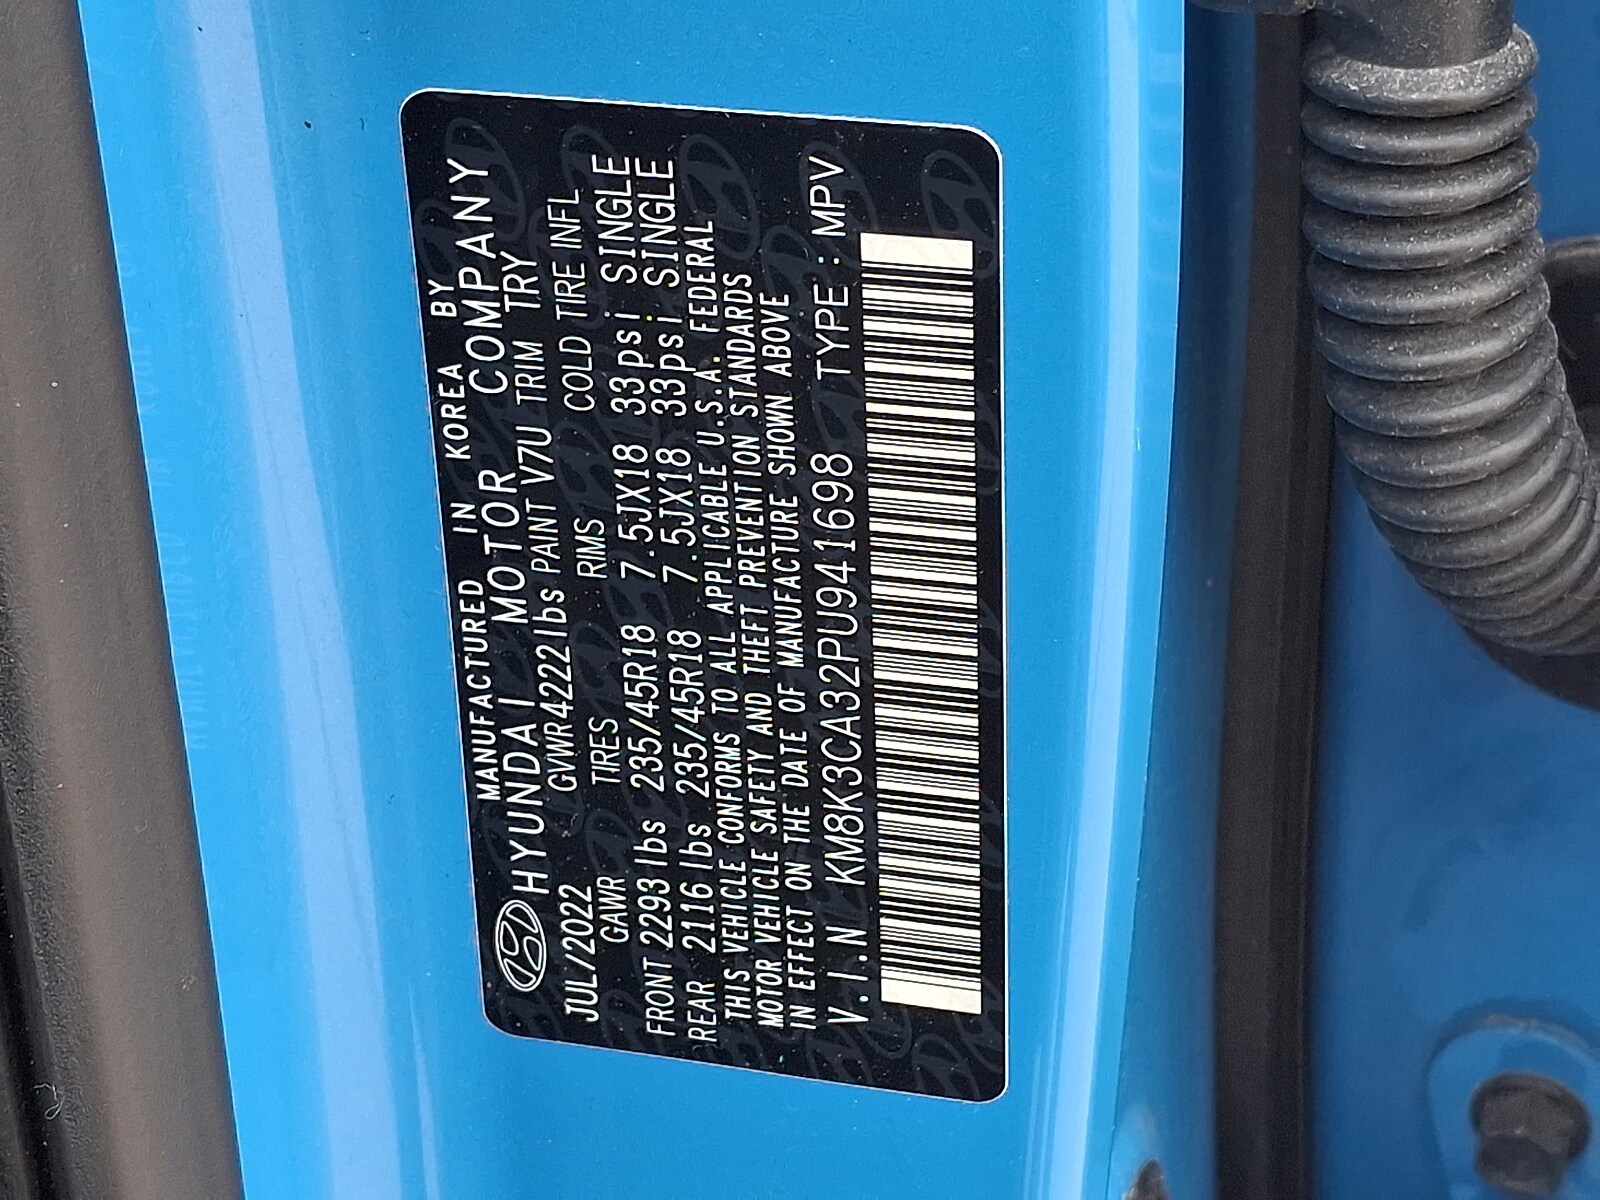 MANUFACTURED IN KOREA BY
HYUNDAI MOTOR COMPANY
JUL/2022 GVWR4222lbs PAINT V7U TRIM TRY
GAWR TIRES RIMS COLD TIRE INFL
FRONT 2293 lbs 235/45R18 7.5JX18 33psi SINGLE
REAR 2116 lbs 235/45R18 7.5JX18 33psi SINGLE
THIS VEHICLE CONFORMS TO ALL APPLICABLE U.S.A. FEDERAL
MOTOR VEHICLE SAFETY AND THEFT PREVENTION STANDARDS
IN EFFECT ON THE DATE OF MANUFACTURE SHOWN ABOVE
V.I.N KM8K3CA32PU941698 TYPE : MPV